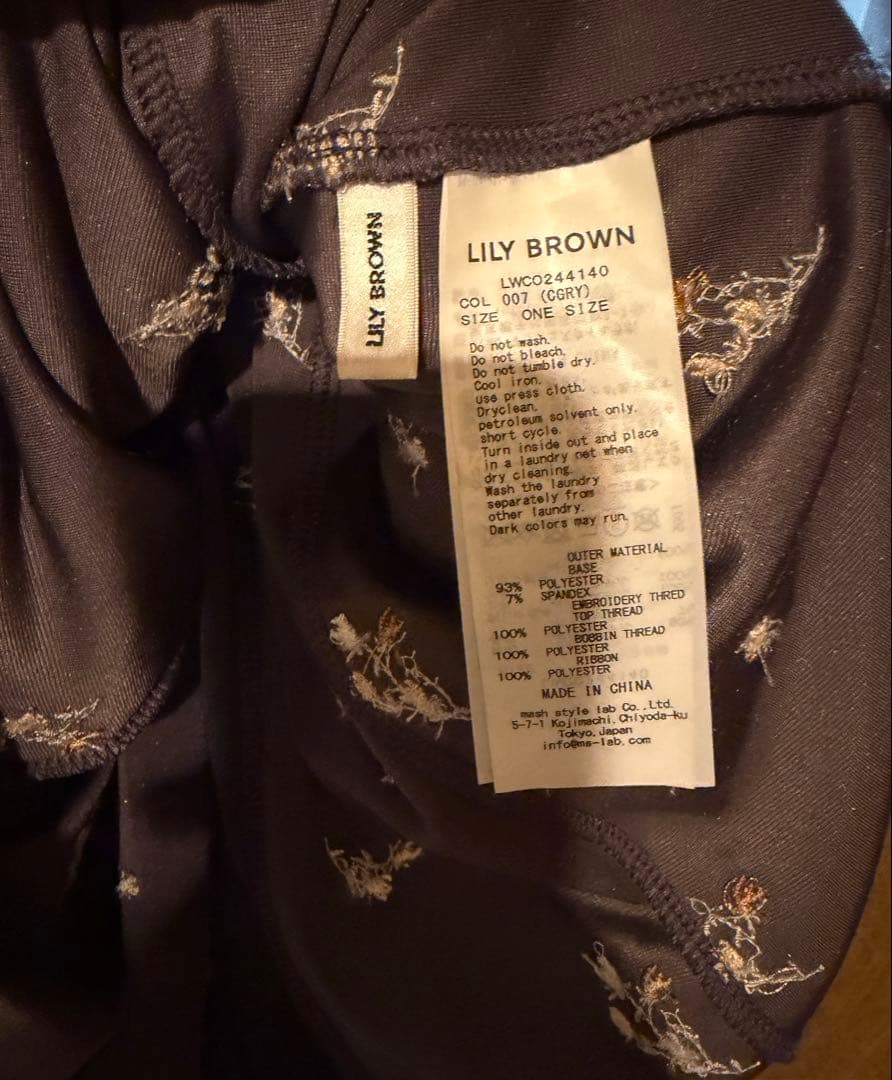 LILY BROWN
LILY BROWN
LWCO244140
COL 007 (CGRY)
SIZE ONE SIZE
Do not wash.
Do not bleach.
Do not tumble dry.
Cool iron.
use press cloth.
Dryclean.
petroleum solvent only.
short cycle.
Turn inside out and place
in a laundry net when
dry cleaning.
Wash the laundry
separately from
other laundry.
Dark colors may run.
OUTER MATERIAL
BASE
93% POLYESTER
7% SPANDEX
EMBROIDERY THRED
TOP THREAD
100% POLYESTER
BOBBIN THREAD
100% POLYESTER
RIBBON
100% POLYESTER
MADE IN CHINA
mash style lab Co.,Ltd.
5-7-1 Kojimachi, Chiyoda-ku
Tokyo, Japan
info@ms-lab.com